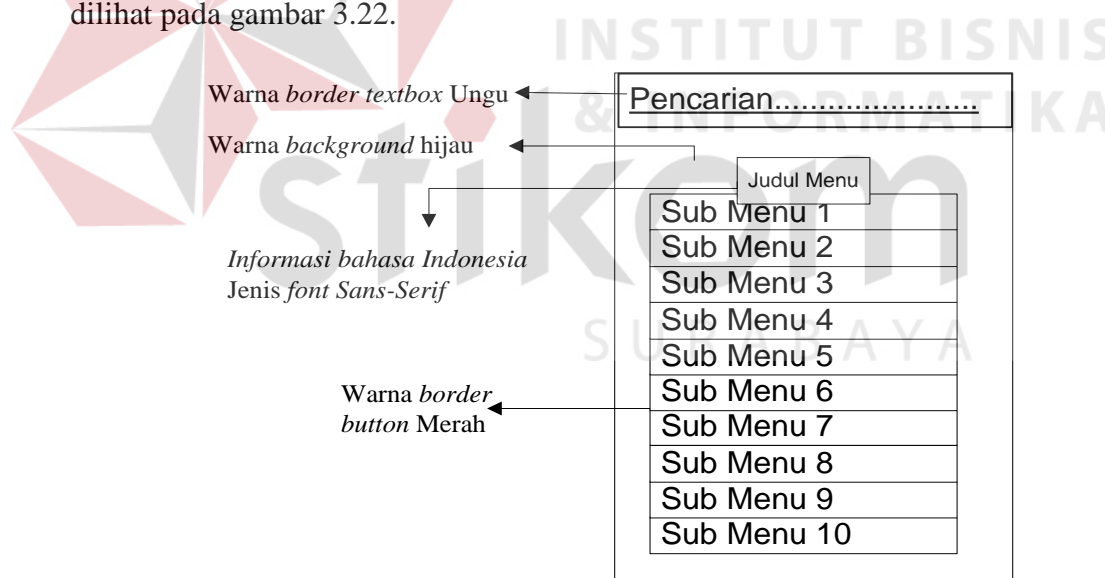 dilihat pada gambar 3.22.
INSTITUT BISNIS
& INFORMATIKA
stikom
SURABAYA
Warna border textbox Ungu
Pencarian.......................
Warna background hijau
Judul Menu
Informasi bahasa Indonesia
Jenis font Sans-Serif
Sub Menu 1
Sub Menu 2
Sub Menu 3
Sub Menu 4
Sub Menu 5
Warna border
button Merah
Sub Menu 6
Sub Menu 7
Sub Menu 8
Sub Menu 9
Sub Menu 10